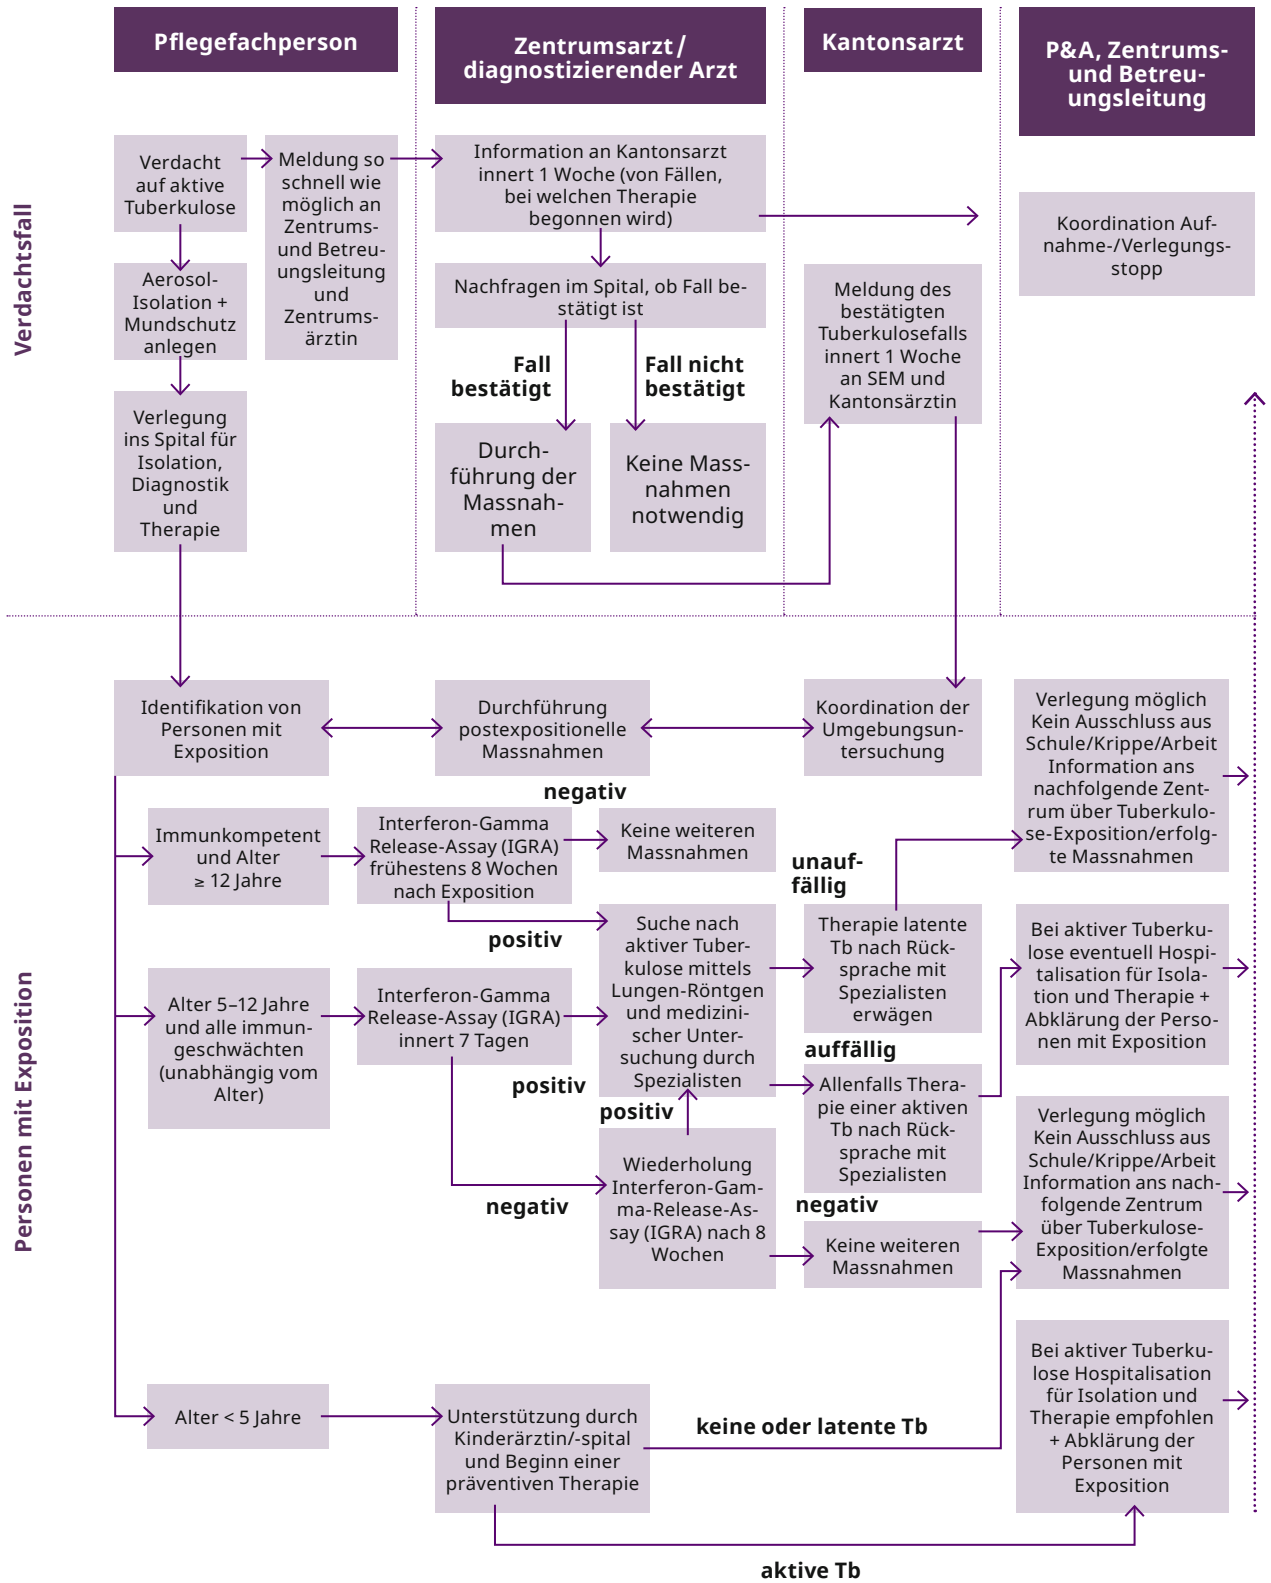 Pflegefachperson
Zentrumsarzt /
diagnostizierender Arzt
Kantonsarzt
P&A, Zentrums-
und Betreu-
ungsleitung
Verdachtsfall
Verdacht
auf aktive
Tuberkulose
Meldung so
schnell wie
möglich an
Zentrums-
und Betreu-
ungsleitung
und
Zentrums-
ärztin
Information an Kantonsarzt
innert 1 Woche (von Fällen,
bei welchen Therapie
begonnen wird)
Koordination Auf-
nahme-/Verlegungs-
stopp
Aerosol-
Isolation +
Mundschutz
anlegen
Nachfragen im Spital, ob Fall be-
stätigt ist
Meldung des
bestätigten
Tuberkulosefalls
innert 1 Woche
an SEM und
Kantonsärztin
Fall
bestätigt
Fall nicht
bestätigt
Verlegung
ins Spital für
Isolation,
Diagnostik
und
Therapie
Durch-
führung der
Massnah-
men
Keine Mass-
nahmen
notwendig
Personen mit Exposition
Identifikation von
Personen mit
Exposition
Durchführung
postexpositionelle
Massnahmen
Koordination der
Umgebungsun-
tersuchung
Verlegung möglich
Kein Ausschluss aus
Schule/Krippe/Arbeit
Information ans
nachfolgende Zent-
rum über Tuberkulo-
se-Exposition/erfolg-
te Massnahmen
negativ
Immunkompetent
und Alter
≥ 12 Jahre
Interferon-Gamma
Release-Assay (IGRA)
frühestens 8 Wochen
nach Exposition
Keine weiteren
Massnahmen
unauf-
fällig
positiv
Suche nach
aktiver Tuber-
kulose mittels
Lungen-Röntgen
und medizini-
scher Unter-
suchung durch
Spezialisten
Therapie latente
Tb nach Rück-
sprache mit
Spezialisten
erwägen
Bei aktiver Tuberku-
lose eventuell Hospi-
talisation für Isola-
tion und Therapie +
Abklärung der Perso-
nen mit Exposition
Alter 5–12 Jahre
und alle immun-
geschwächten
(unabhängig vom
Alter)
Interferon-Gamma
Release-Assay (IGRA)
innert 7 Tagen
auffällig
positiv
positiv
Allenfalls Thera-
pie einer aktiven
Tb nach Rück-
sprache mit
Spezialisten
Verlegung möglich
Kein Ausschluss aus
Schule/Krippe/Arbeit
Information ans nach-
folgende Zentrum
über Tuberkulose-
Exposition/erfolgte
Massnahmen
Wiederholung
Interferon-Gam-
ma-Release-As-
say (IGRA) nach 8
Wochen
negativ
negativ
Keine weiteren
Massnahmen
Bei aktiver Tuberku-
lose Hospitalisation
für Isolation und
Therapie empfohlen
+ Abklärung der
Personen mit
Exposition
Alter < 5 Jahre
Unterstützung durch
Kinderärztin/-spital
und Beginn einer
präventiven Therapie
keine oder latente Tb
aktive Tb